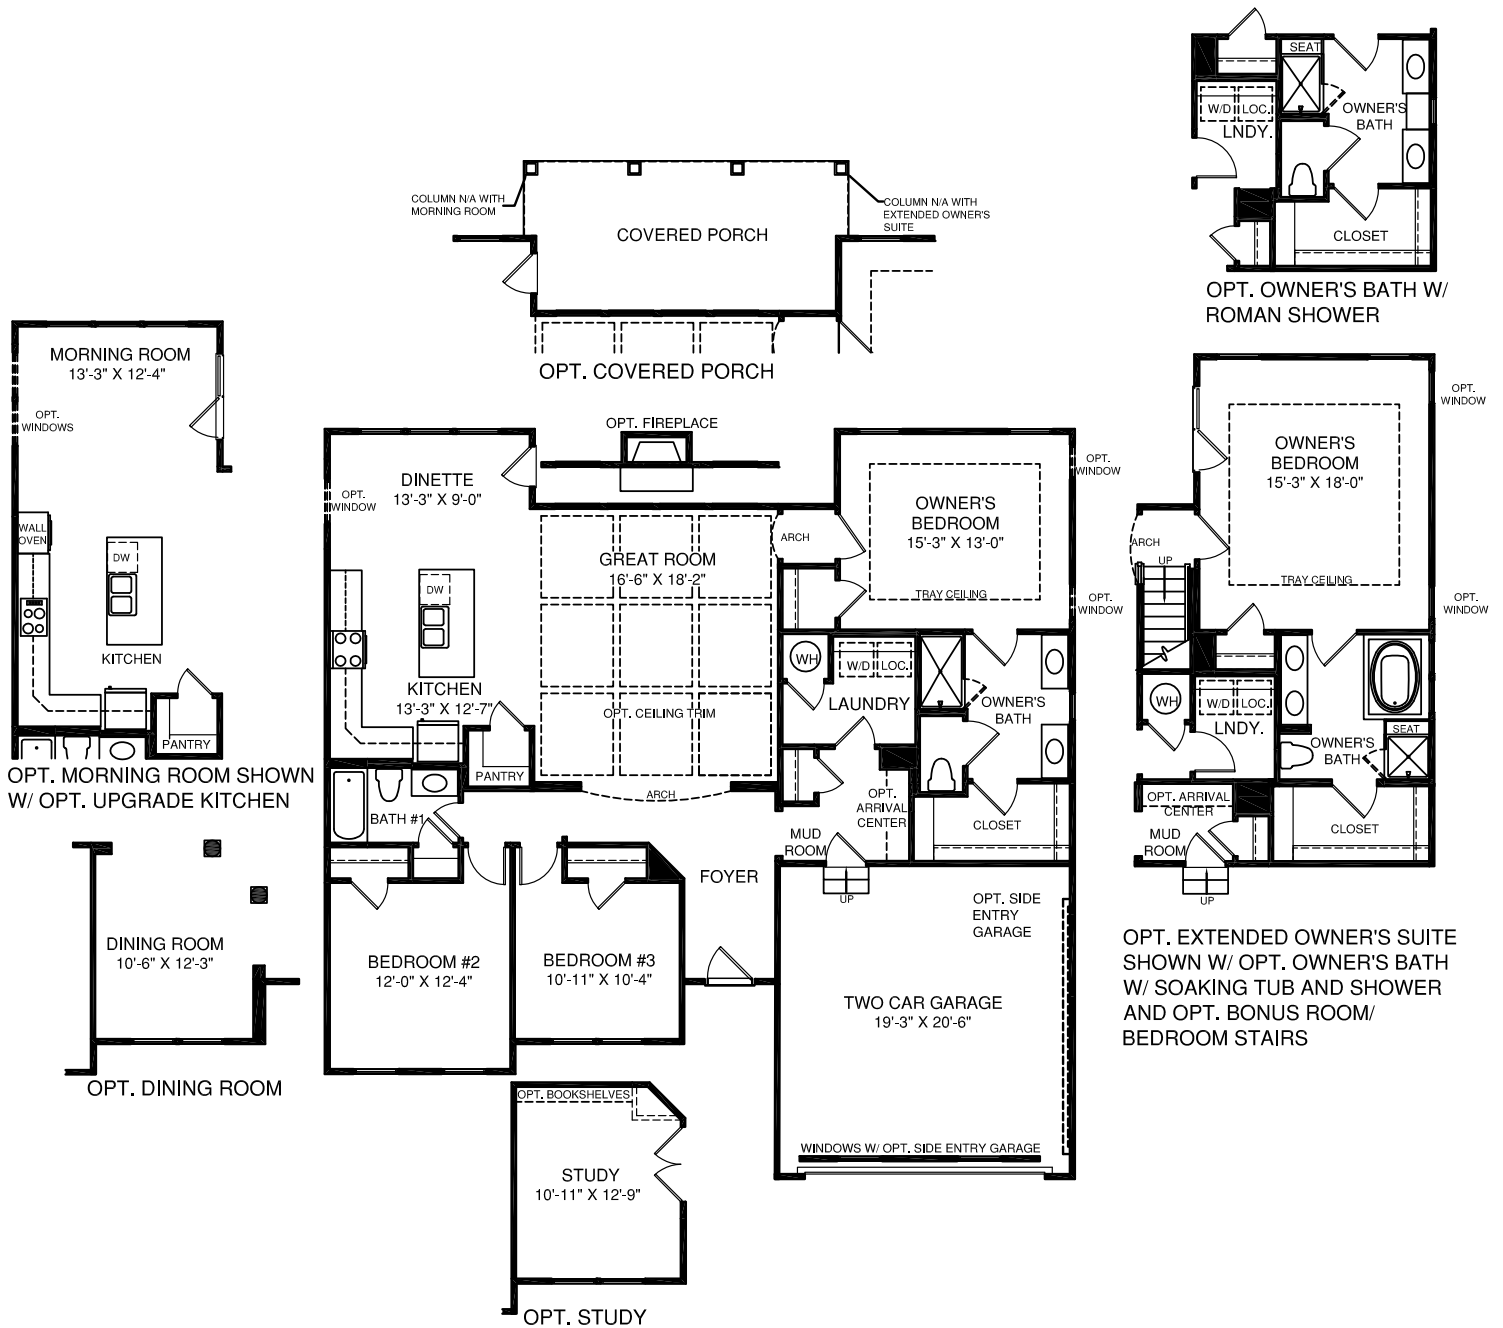 SEAT
W/D
LOC.
LNDY.
OWNER'S
BATH
CLOSET
OPT. OWNER'S BATH W/
ROMAN SHOWER
COLUMN N/A WITH
MORNING ROOM
COVERED PORCH
COLUMN N/A WITH
EXTENDED OWNER'S
SUITE
OPT. COVERED PORCH
MORNING ROOM
13'-3" X 12'-4"
OPT.
WINDOWS
WALL
OVEN
DW
KITCHEN
PANTRY
OPT. MORNING ROOM SHOWN
W/ OPT. UPGRADE KITCHEN
DINING ROOM
10'-6" X 12'-3"
OPT. DINING ROOM
OPT. FIREPLACE
DINETTE
13'-3" X 9'-0"
OPT.
WINDOW
GREAT ROOM
16'-6" X 18'-2"
DW
KITCHEN
13'-3" X 12'-7"
OPT. CEILING TRIM
PANTRY
ARCH
ARCH
OWNER'S
BEDROOM
15'-3" X 13'-0"
TRAY CEILING
OPT.
WINDOW
OPT.
WINDOW
WH
W/D
LOC.
LAUNDRY
OWNER'S
BATH
BATH #1
OPT.
ARRIVAL
CENTER
MUD
ROOM
CLOSET
UP
FOYER
BEDROOM #2
12'-0" X 12'-4"
BEDROOM #3
10'-11" X 10'-4"
OPT. SIDE
ENTRY
GARAGE
TWO CAR GARAGE
19'-3" X 20'-6"
WINDOWS W/ OPT. SIDE ENTRY GARAGE
OPT. BOOKSHELVES
STUDY
10'-11" X 12'-9"
OPT. STUDY
OPT.
WINDOW
OWNER'S
BEDROOM
15'-3" X 18'-0"
ARCH
UP
TRAY CEILING
OPT.
WINDOW
WH
W/D
LOC.
LNDY.
SEAT
OWNER'S
BATH
OPT. ARRIVAL
CENTER
MUD
ROOM
CLOSET
UP
OPT. EXTENDED OWNER'S SUITE
SHOWN W/ OPT. OWNER'S BATH
W/ SOAKING TUB AND SHOWER
AND OPT. BONUS ROOM/
BEDROOM STAIRS